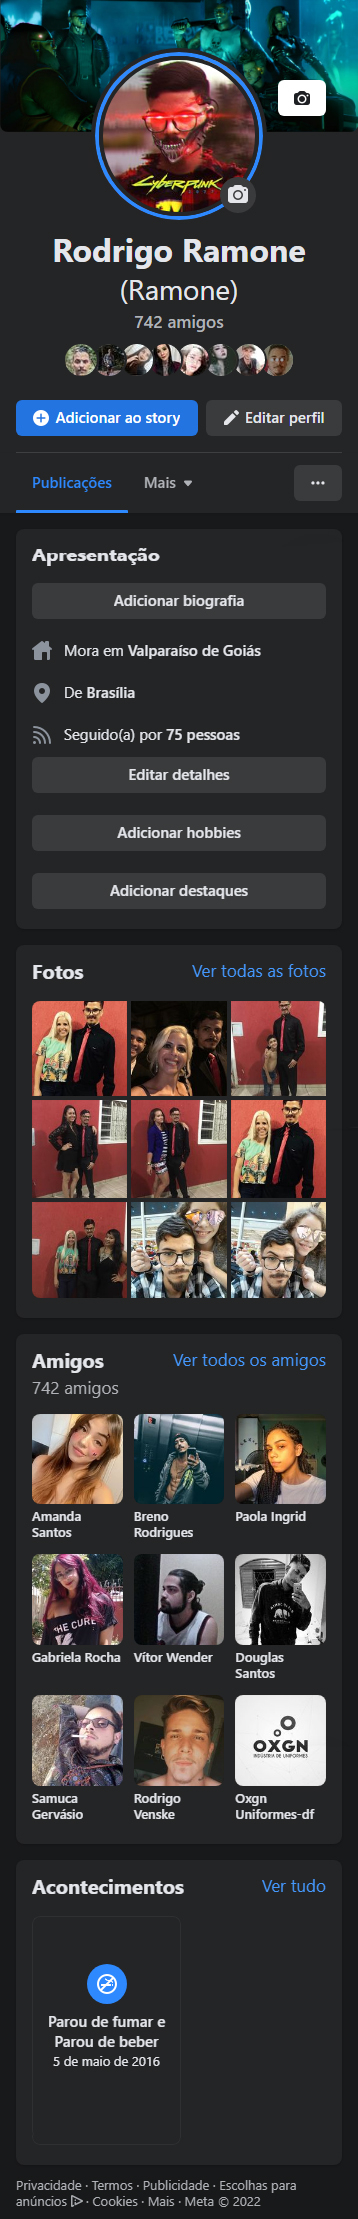 CYBERPUNK
Rodrigo Ramone
(Ramone)
742 amigos
Adicionar ao story
Editar perfil
Publicações
Mais
Apresentação
Adicionar biografia
Mora em Valparaíso de Goiás
De Brasília
Seguido(a) por 75 pessoas
Editar detalhes
Adicionar hobbies
Adicionar destaques
Fotos
Ver todas as fotos
Amigos
Ver todos os amigos
742 amigos
Amanda
Santos
Breno
Rodrigues
Paola Ingrid
THE CURE
Gabriela Rocha
Vítor Wender
Douglas
Santos
OXGN
INDÚSTRIA DE UNIFORMES
Samuca
Gervásio
Rodrigo
Venske
Oxgn
Uniformes-df
Acontecimentos
Ver tudo
Parou de fumar e
Parou de beber
5 de maio de 2016
Privacidade · Termos · Publicidade · Escolhas para
anúncios · Cookies · Mais · Meta © 2022